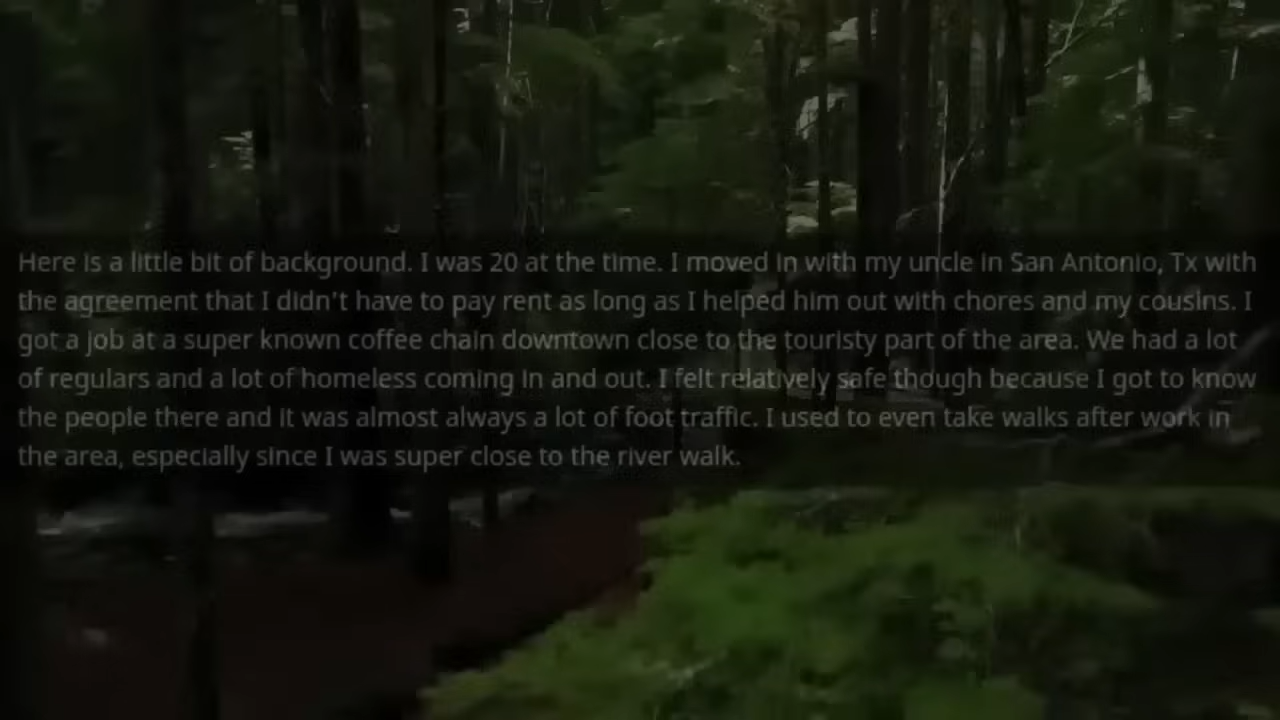 Here is a little bit of background. I was 20 at the time. I moved in with my uncle in San Antonio, Tx with
the agreement that I didn't have to pay rent as long as I helped him out with chores and my cousins. I
got a job at a super known coffee chain downtown close to the touristy part of the area. We had a lot
of regulars and a lot of homeless coming in and out. I felt relatively safe though because I got to know
the people there and it was almost always a lot of foot traffic. I used to even take walks after work in
the area, especially since I was super close to the river walk.